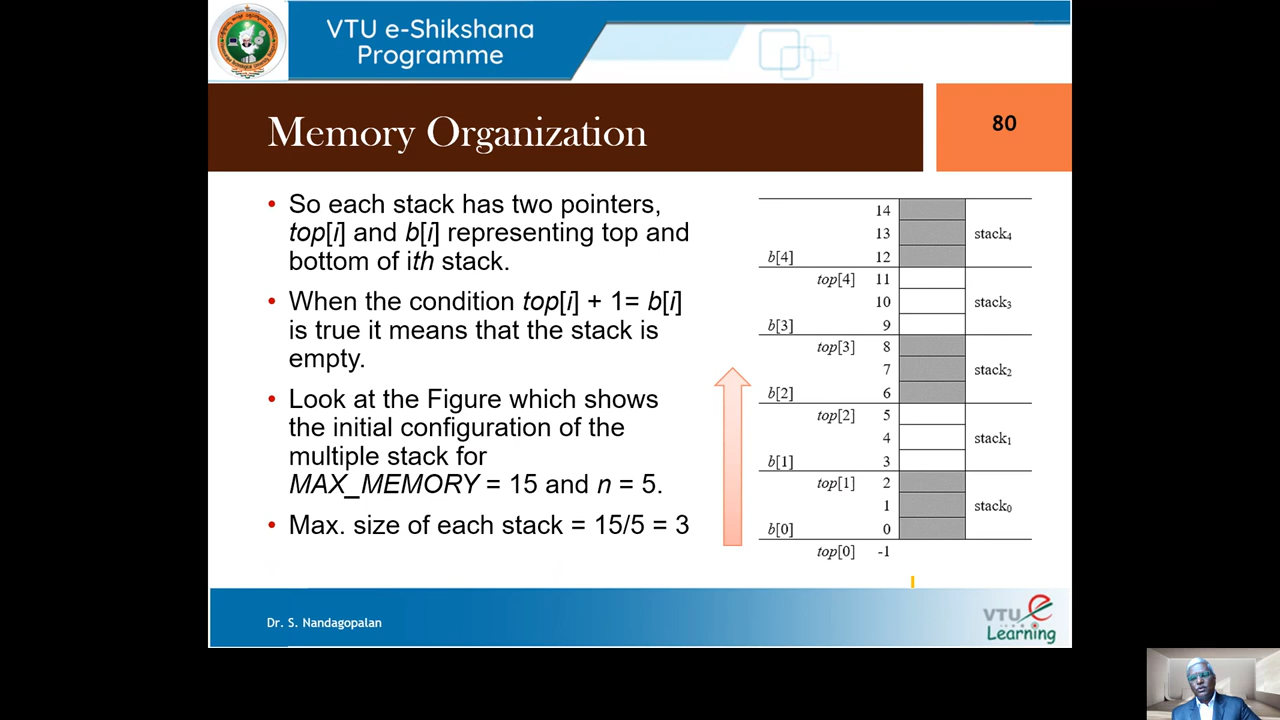 VTU e-Shikshana
Programme
Memory Organization
80
• So each stack has two pointers,
top[i] and b[i] representing top and
bottom of ith stack.
• When the condition top[i] + 1= b[i]
is true it means that the stack is
empty.
• Look at the Figure which shows
the initial configuration of the
multiple stack for
MAX_MEMORY = 15 and n = 5.
• Max. size of each stack = 15/5 = 3
14
13 stack₄
b[4] 12
top[4] 11
10 stack₃
b[3] 9
top[3] 8
7 stack₂
b[2] 6
top[2] 5
4 stack₁
b[1] 3
top[1] 2
1 stack₀
b[0] 0
top[0] -1
Dr. S. Nandagopalan
VTU e
Learning